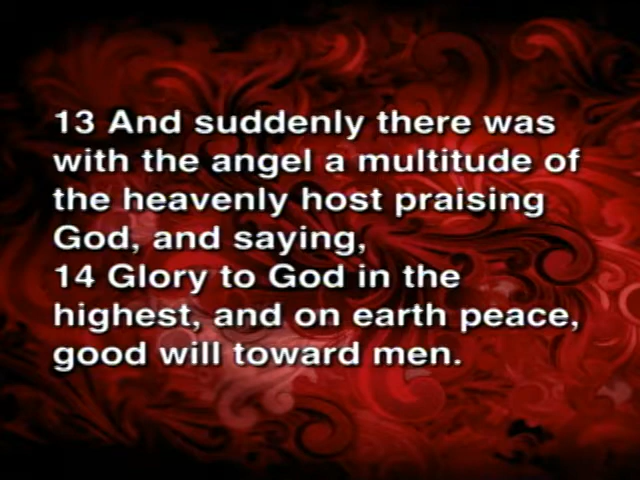 13 And suddenly there was
with the angel a multitude of
the heavenly host praising
God, and saying,
14 Glory to God in the
highest, and on earth peace,
good will toward men.